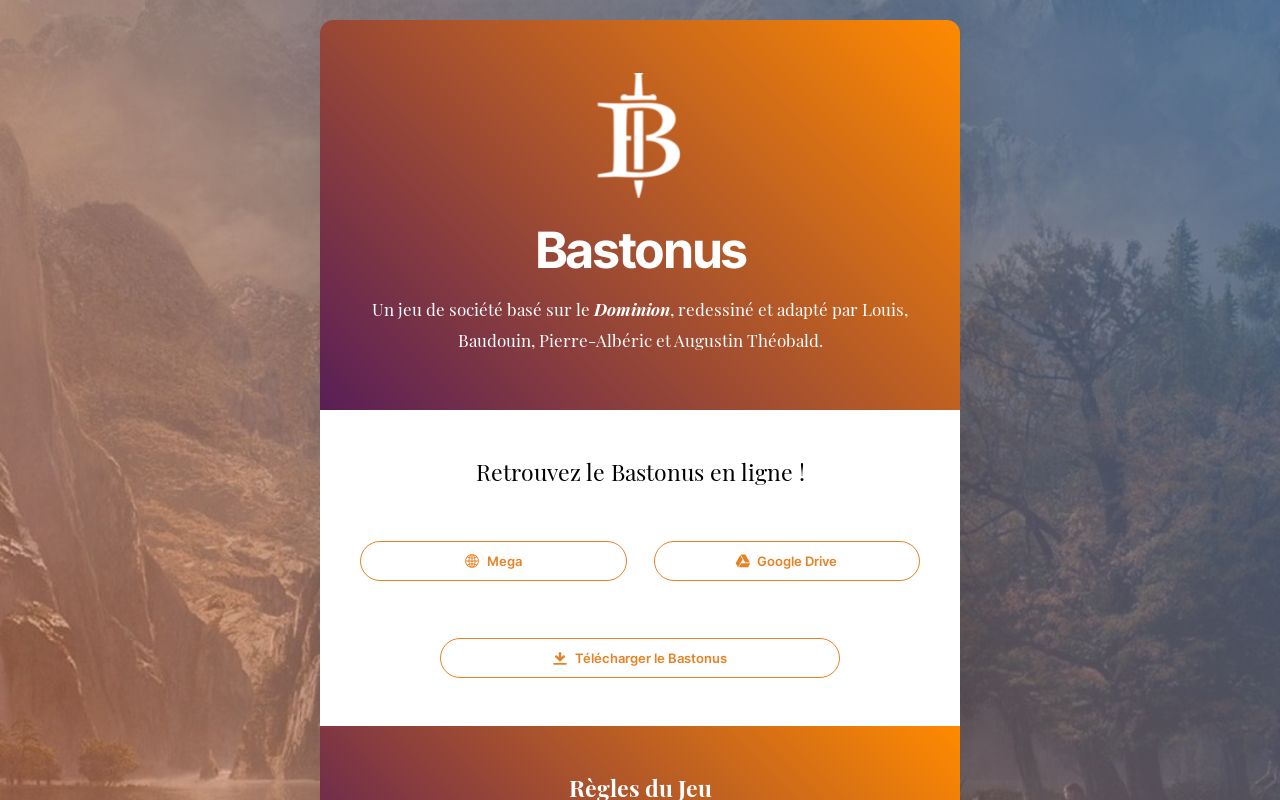 B
Bastonus
Un jeu de société basé sur le Dominion, redessiné et adapté par Louis,
Baudouin, Pierre-Albéric et Augustin Théobald.
Retrouvez le Bastonus en ligne !
Mega
Google Drive
Télécharger le Bastonus
Règles du Jeu